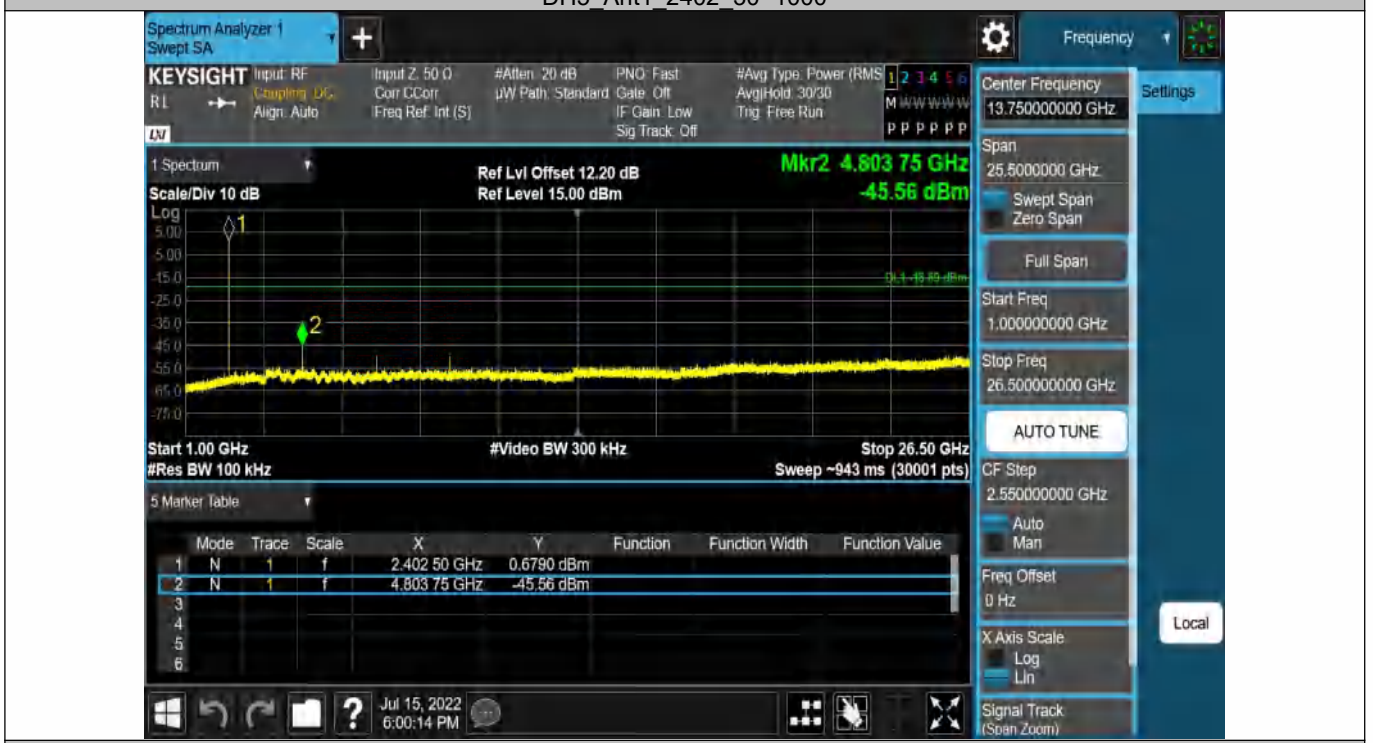 Spectrum Analyzer 1
Swept SA
Frequency
KEYSIGHT
RL
LXI
Input: RF
Coupling: DC
Align: Auto
Input Z: 50 Ω
Corr CCorr
Freq Ref: Int (S)
#Atten: 20 dB
µW Path: Standard
PNO: Fast
Gate: Off
IF Gain: Low
Sig Track: Off
#Avg Type: Power (RMS
Avg|Hold: 30/30
Trig: Free Run
1 2 3 4 5 6
M W W W W W
P P P P P P
1 Spectrum
Scale/Div 10 dB
Ref Lvl Offset 12.20 dB
Ref Level 15.00 dBm
Mkr2 4.803 75 GHz
-45.56 dBm
Log
5.00
-5.00
-15.0
-25.0
-35.0
-45.0
-55.0
-65.0
-75.0
1
2
Start 1.00 GHz
#Res BW 100 kHz
#Video BW 300 kHz
Stop 26.50 GHz
Sweep ~943 ms (30001 pts)
5 Marker Table
Mode Trace Scale X Y Function Function Width Function Value
1 N 1 f 2.402 50 GHz 0.6790 dBm
2 N 1 f 4.803 75 GHz -45.56 dBm
3
4
5
6
Jul 15, 2022
6:00:14 PM
Center Frequency
13.750000000 GHz
Settings
Span
25.5000000 GHz
Swept Span
Zero Span
Full Span
Start Freq
1.000000000 GHz
Stop Freq
26.500000000 GHz
AUTO TUNE
CF Step
2.550000000 GHz
Auto
Man
Freq Offset
0 Hz
X Axis Scale
Log
Lin
Local
Signal Track
(Span Zoom)